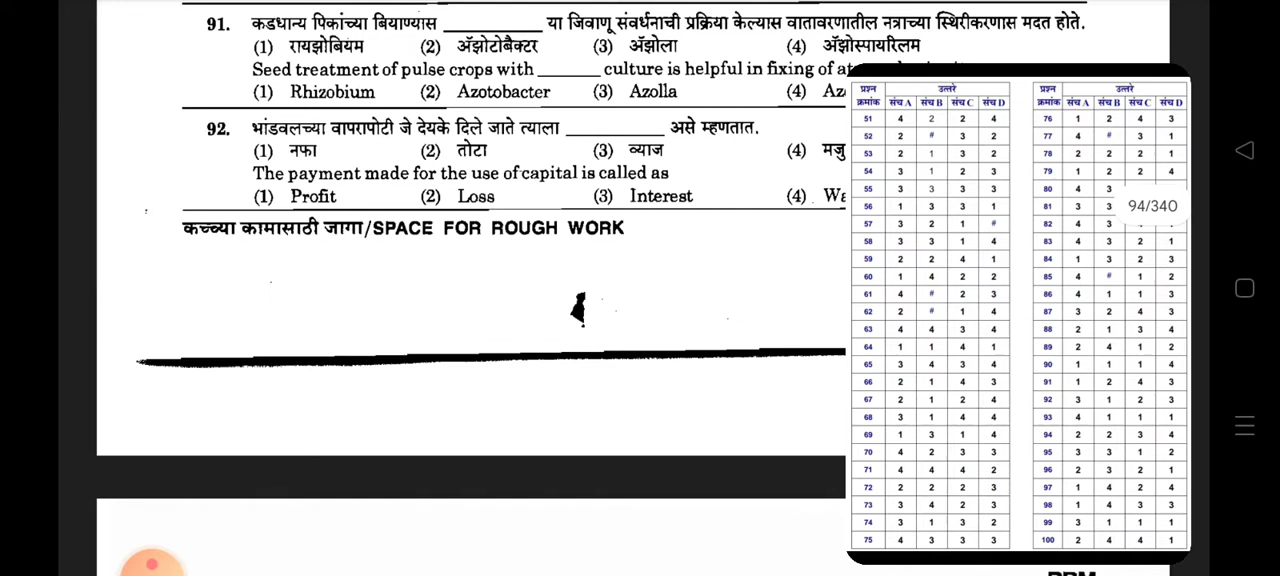 91. कडधान्य पिकांच्या बियाण्यास ________ या जिवाणू संवर्धनाची प्रक्रिया केल्यास वातावरणातील नत्राच्या स्थिरीकरणास मदत होते.
(1) रायझोबियम (2) ॲझोटोबैक्टर (3) ॲझोला (4) ॲझोस्पायरिलम
Seed treatment of pulse crops with ______ culture is helpful in fixing of
(1) Rhizobium (2) Azotobacter (3) Azolla (4)
92. भांडवलच्या वापरापोटी जे देयके दिले जाते त्याला ________ असे म्हणतात.
(1) नफा (2) तोटा (3) व्याज (4)
The payment made for the use of capital is called as
(1) Profit (2) Loss (3) Interest (4)
कच्च्या कामासाठी जागा/SPACE FOR ROUGH WORK
प्रश्न उत्तरे
क्रमांक संच A संच B संच C संच D
51 4 2 2 4
52 2 # 3 2
53 2 1 3 2
54 3 1 2 3
55 3 3 3 3
56 1 3 3 1
57 3 2 1 #
58 3 3 1 4
59 2 2 4 1
60 1 4 2 2
61 4 # 2 3
62 2 # 1 4
63 4 4 3 4
64 1 1 4 1
65 3 4 3 4
66 2 1 4 3
67 2 1 2 4
68 3 1 4 4
69 1 3 1 4
70 4 2 3 3
71 4 4 4 2
72 2 2 2 3
73 3 4 2 3
74 3 1 3 2
75 4 3 3 3
प्रश्न उत्तरे
क्रमांक संच A संच B संच C संच D
76 1 2 4 3
77 4 # 3 1
78 2 2 2 1
79 1 2 2 4
80 4 3
81 3 3
94/340
82 4 3
83 4 3 2 1
84 1 3 2 3
85 4 # 1 2
86 4 1 1 3
87 3 2 4 3
88 2 1 3 4
89 2 4 1 2
90 1 1 1 4
91 1 2 4 3
92 3 1 2 3
93 4 1 1 1
94 2 2 3 4
95 3 3 1 2
96 2 3 2 1
97 1 4 2 4
98 1 4 3 3
99 3 1 1 1
100 2 4 4 1